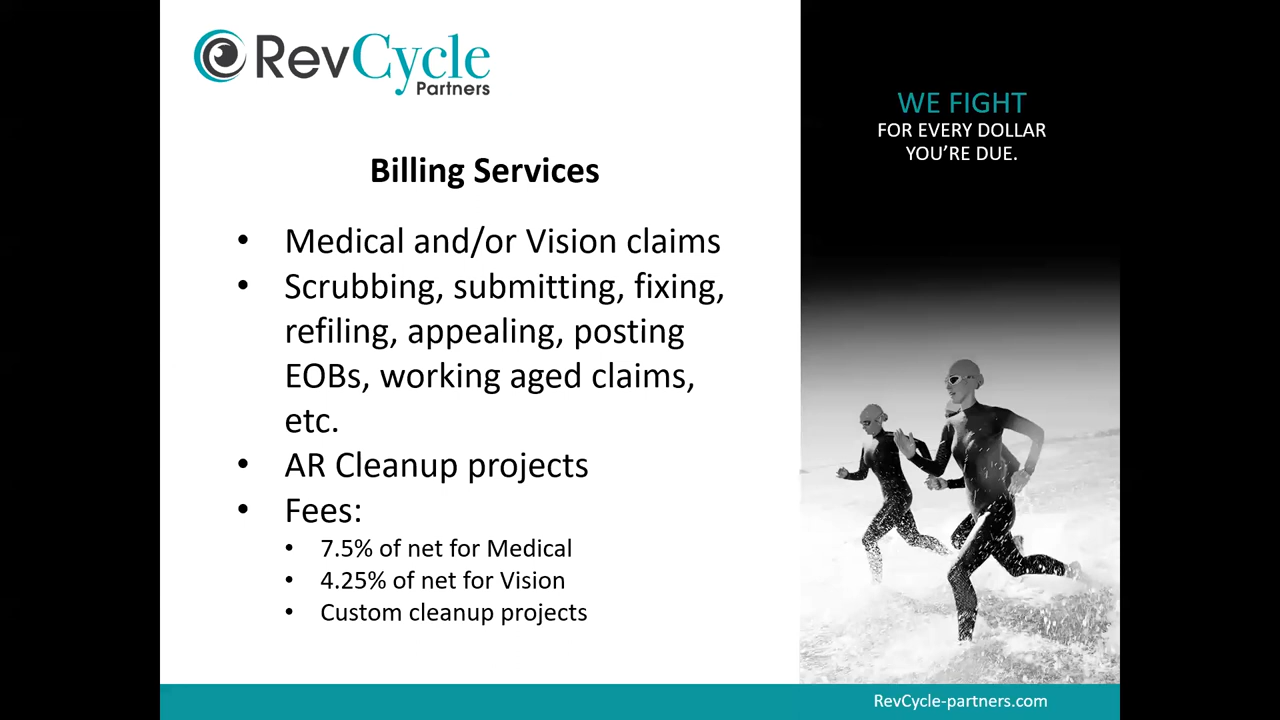 RevCycle
Partners
WE FIGHT
FOR EVERY DOLLAR
YOU'RE DUE.
Billing Services
• Medical and/or Vision claims
• Scrubbing, submitting, fixing,
refiling, appealing, posting
EOBs, working aged claims,
etc.
• AR Cleanup projects
• Fees:
• 7.5% of net for Medical
• 4.25% of net for Vision
• Custom cleanup projects
RevCycle-partners.com